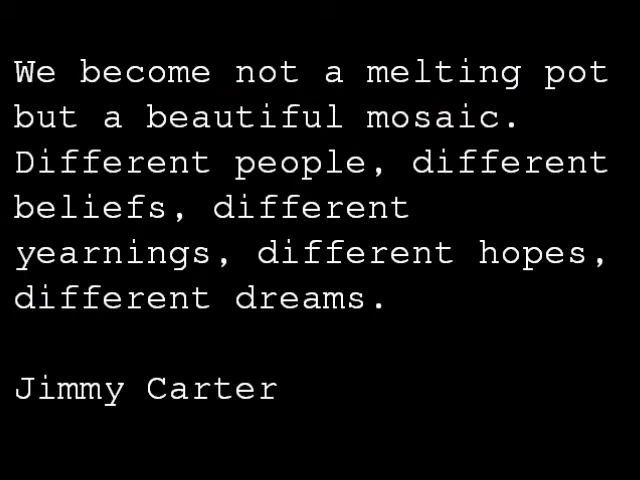 We become not a melting pot
but a beautiful mosaic.
Different people, different
beliefs, different
yearnings, different hopes,
different dreams.
Jimmy Carter